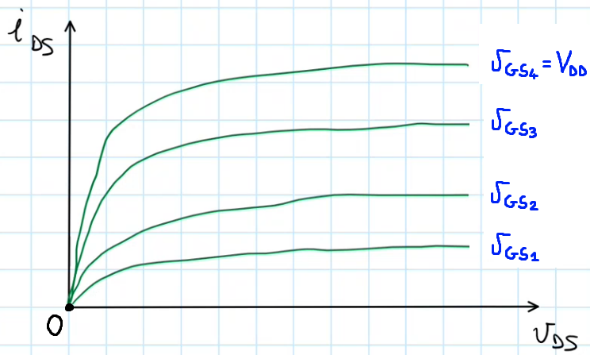 i_DS
v_GS4 = V_DD
v_GS3
v_GS2
v_GS1
0
v_DS